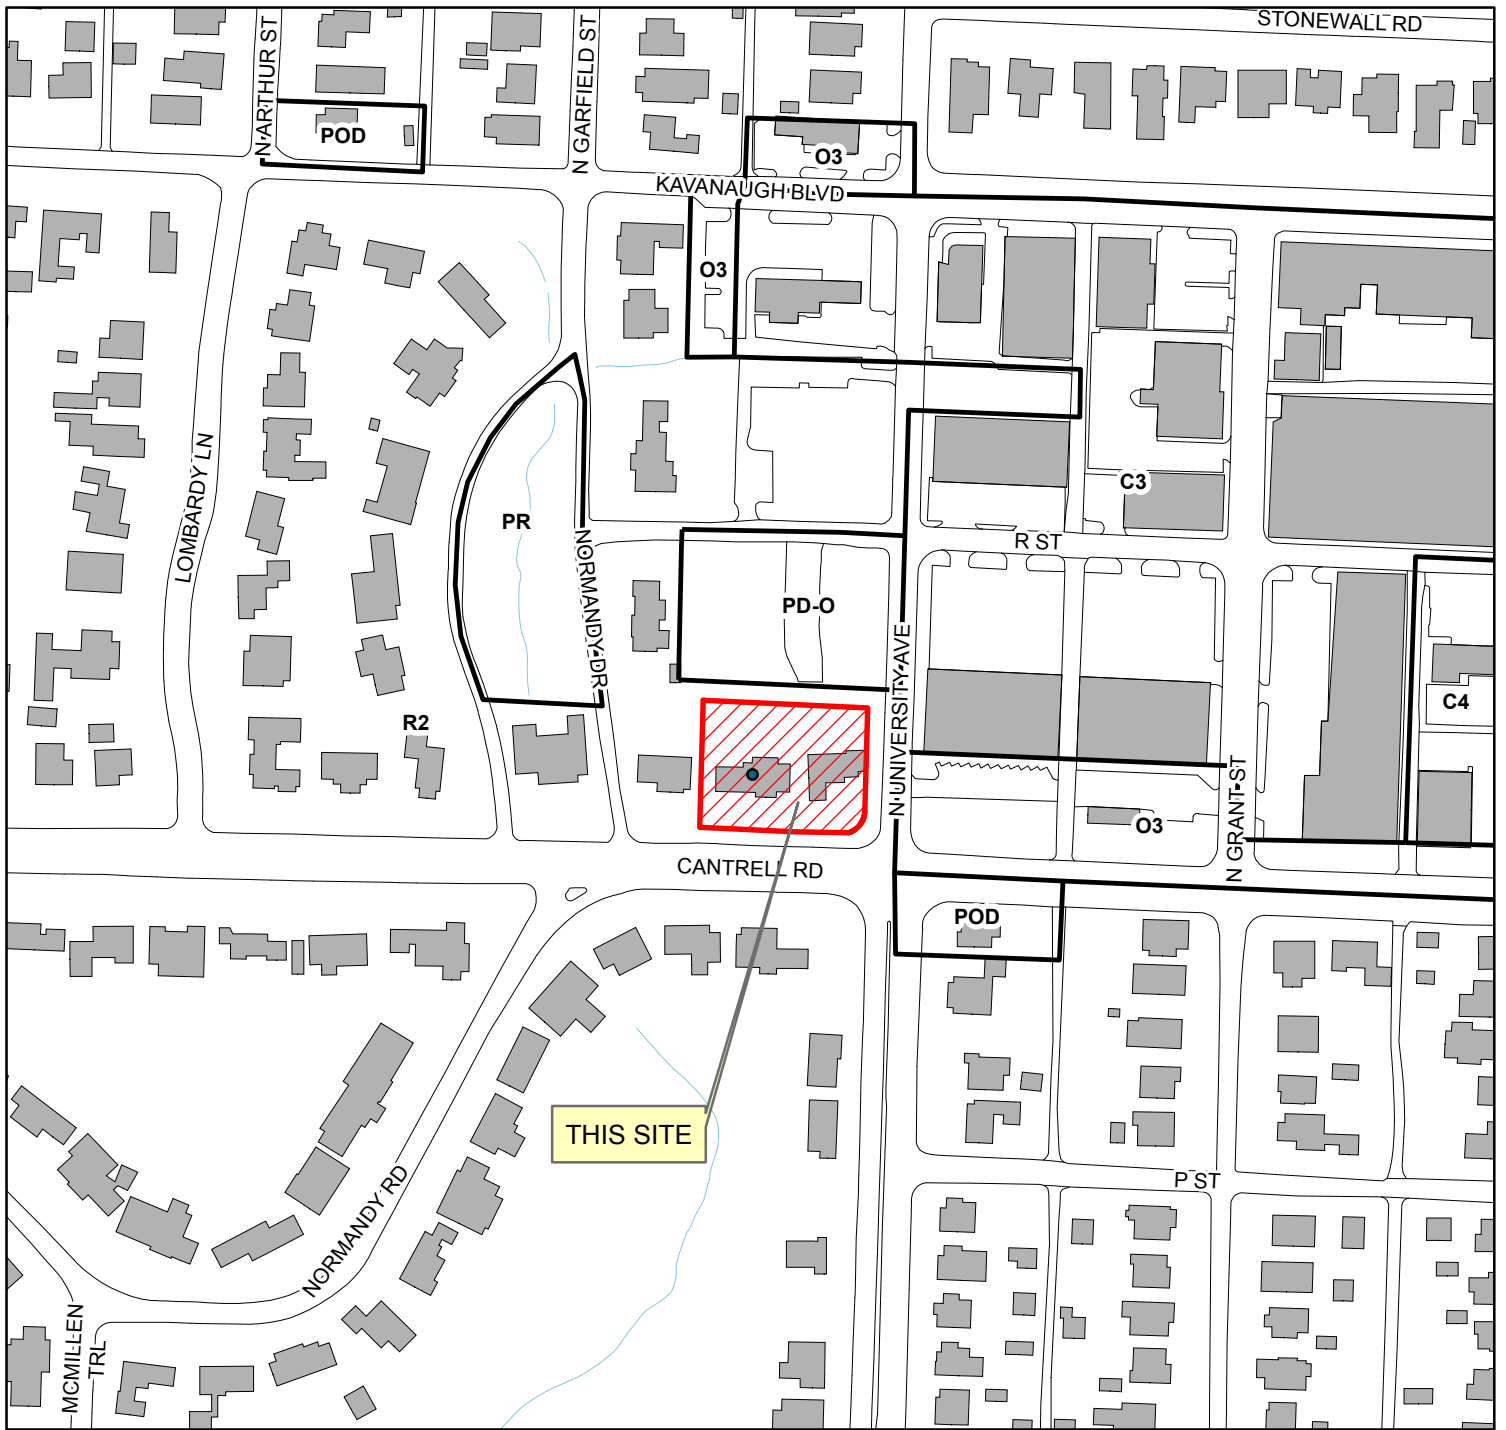 STONEWALL RD
N ARTHUR ST
N GARFIELD ST
POD
O3
KAVANAUGH BLVD
O3
LOMBARDY LN
C3
PR
R ST
NORMANDY DR
PD-O
N UNIVERSITY AVE
C4
R2
N GRANT ST
O3
CANTRELL RD
POD
THIS SITE
P ST
NORMANDY RD
MCMILLEN
TRL